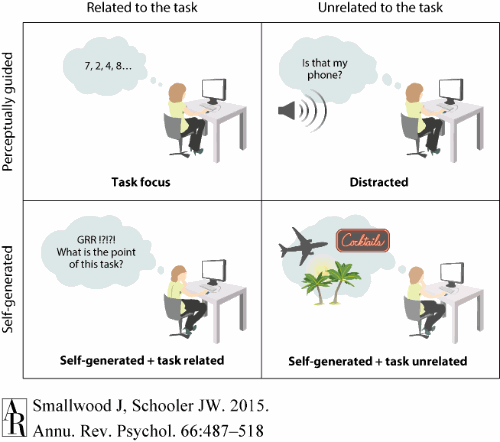 Related to the task
Unrelated to the task
Perceptually guided
7, 2, 4, 8...
Task focus
Is that my
phone?
Distracted
Self-generated
GRR !?!?!
What is the point
of this task?
Self-generated + task related
Cocktails
Self-generated + task unrelated
AR
Smallwood J, Schooler JW. 2015.
Annu. Rev. Psychol. 66:487–518